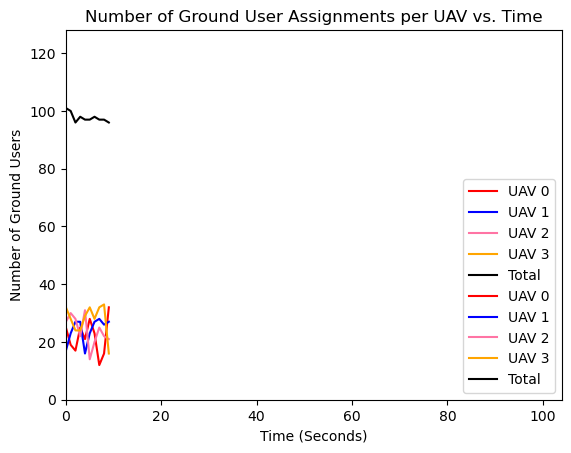 Number of Ground User Assignments per UAV vs. Time
Number of Ground Users
120
100
80
60
40
20
0
0 20 40 60 80 100
Time (Seconds)
UAV 0
UAV 1
UAV 2
UAV 3
Total
UAV 0
UAV 1
UAV 2
UAV 3
Total